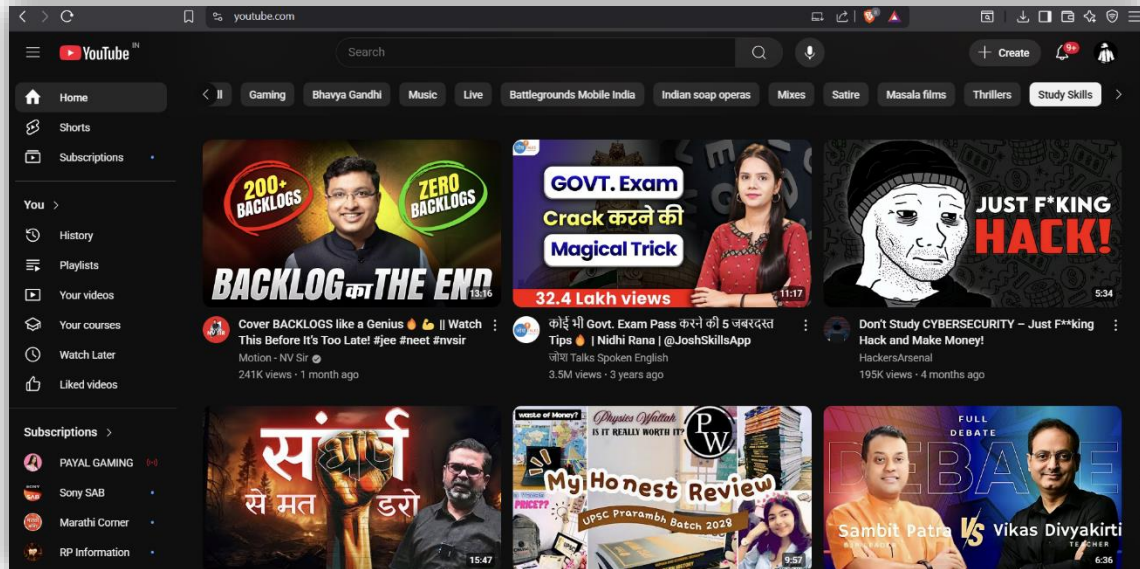 youtube.com
YouTube IN
Search
Create
9+
Home
Shorts
Subscriptions
You
History
Playlists
Your videos
Your courses
Watch Later
Liked videos
Subscriptions
PAYAL GAMING
Sony SAB
Marathi Corner
RP Information
ll
Gaming
Bhavya Gandhi
Music
Live
Battlegrounds Mobile India
Indian soap operas
Mixes
Satire
Masala films
Thrillers
Study Skills
200+
BACKLOGS
ZERO
BACKLOGS
BACKLOG का THE END
13:16
Cover BACKLOGS like a Genius🔥 💪 || Watch
This Before It's Too Late! #jee #neet #nvsir
Motion - NV Sir
241K views · 1 month ago
GOVT. Exam
Crack करने की
Magical Trick
32.4 Lakh views
11:17
कोई भी Govt. Exam Pass करने की 5 जबरदस्त
Tips🔥 | Nidhi Rana | @JoshSkillsApp
जोश Talks Spoken English
3.5M views · 3 years ago
JUST F*KING
HACK!
5:34
Don't Study CYBERSECURITY – Just F**king
Hack and Make Money!
HackersArsenal
195K views · 4 months ago
संघर्ष
से मत डरो
15:47
waste of Money?
Physics Wallah
IS IT REALLY WORTH IT?
PW
My Honest Review
PRICE??
UPSC Prarambh Batch 2028
9:57
FULL
DEBATE
DEBATE
Sambit Patra VS Vikas Divyakirti
TEACHER
6:36